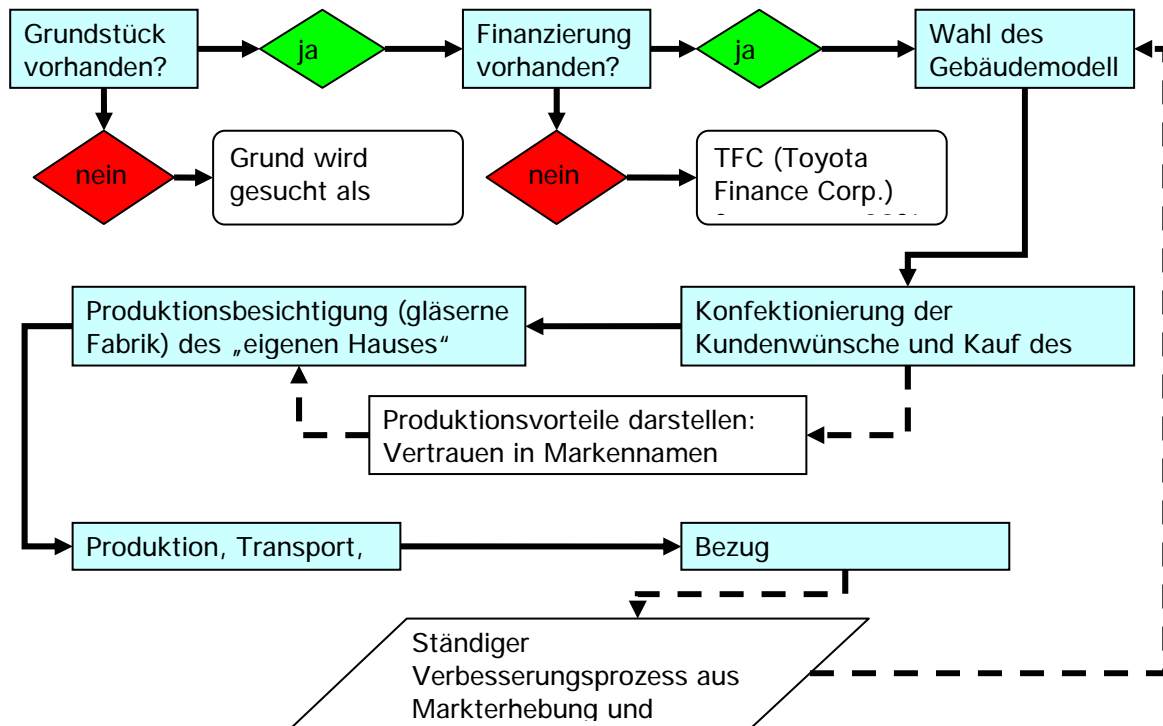 Grundstück
vorhanden?
ja
Finanzierung
vorhanden?
ja
Wahl des
Gebäudemodell
nein
Grund wird
gesucht als
nein
TFC (Toyota
Finance Corp.)
Produktionsbesichtigung (gläserne
Fabrik) des „eigenen Hauses“
Konfektionierung der
Kundenwünsche und Kauf des
Produktionsvorteile darstellen:
Vertrauen in Markennamen
Produktion, Transport,
Bezug
Ständiger
Verbesserungsprozess aus
Markterhebung und